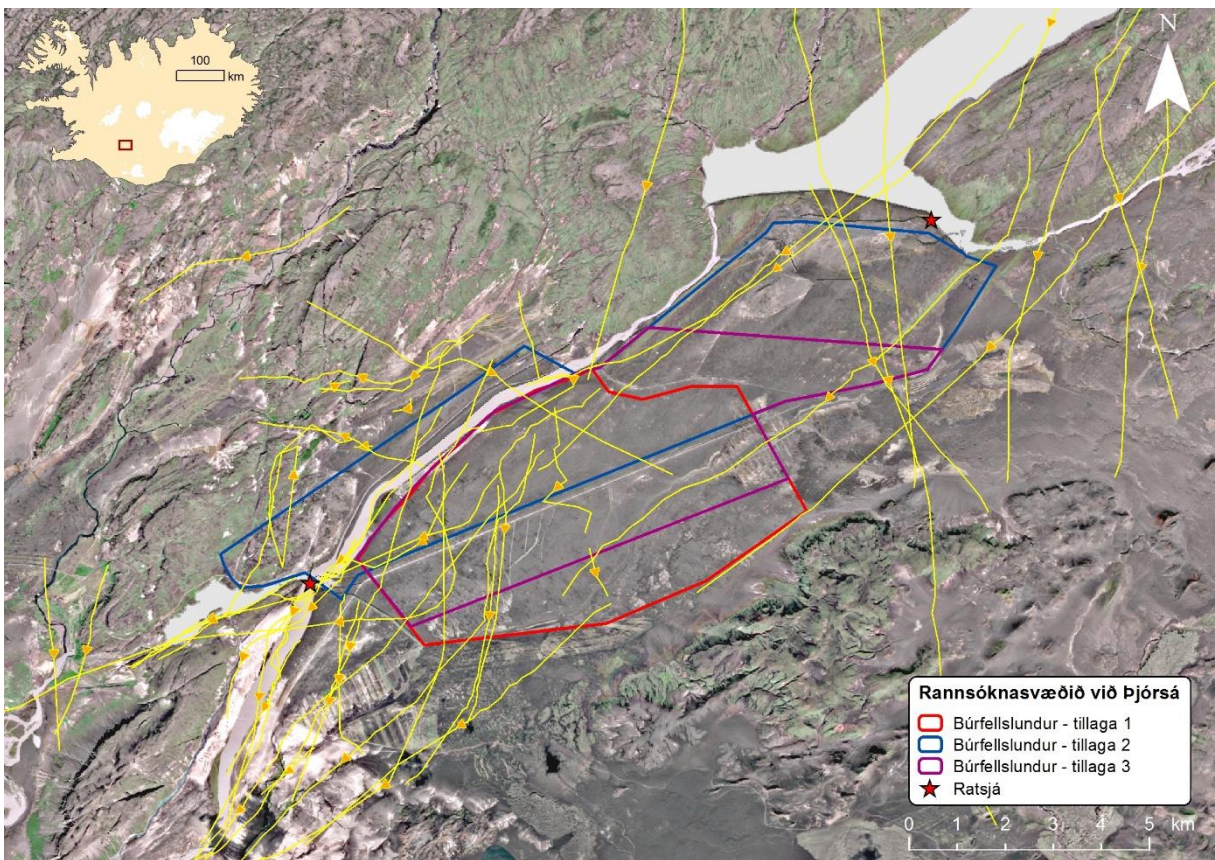 100
km
N
Rannsóknasvæðið við Þjórsá
Búrfellslundur - tillaga 1
Búrfellslundur - tillaga 2
Búrfellslundur - tillaga 3
Ratsjá
0 1 2 3 4 5 km